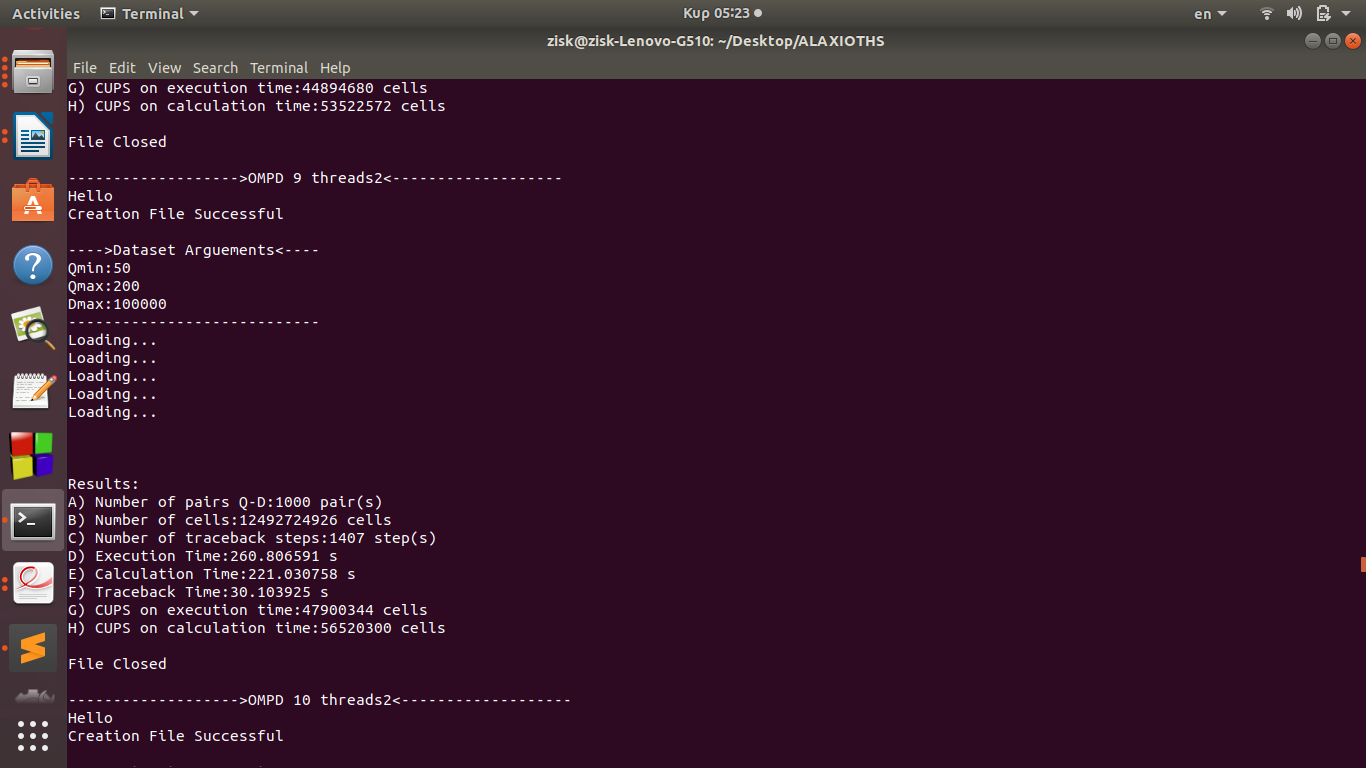 Activities Terminal Κυρ 05:23 en
zisk@zisk-Lenovo-G510: ~/Desktop/ALAXIOTHS
File Edit View Search Terminal Help
G) CUPS on execution time:44894680 cells
H) CUPS on calculation time:53522572 cells
File Closed
------------------->OMPD 9 threads2<-------------------
Hello
Creation File Successful
---->Dataset Arguements<----
Qmin:50
Qmax:200
Dmax:100000
----------------------------
Loading...
Loading...
Loading...
Loading...
Loading...
Results:
A) Number of pairs Q-D:1000 pair(s)
B) Number of cells:12492724926 cells
C) Number of traceback steps:1407 step(s)
D) Execution Time:260.806591 s
E) Calculation Time:221.030758 s
F) Traceback Time:30.103925 s
G) CUPS on execution time:47900344 cells
H) CUPS on calculation time:56520300 cells
File Closed
------------------->OMPD 10 threads2<-------------------
Hello
Creation File Successful